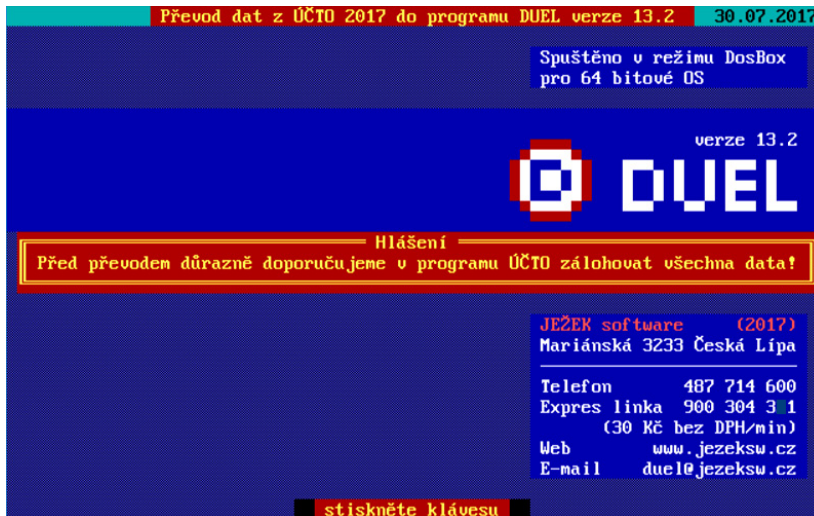 Převod dat z ÚČTO 2017 do programu DUEL verze 13.2 30.07.2017
Spuštěno v režimu DosBox
pro 64 bitové OS
verze 13.2
DUEL
Hlášení
Před převodem důrazně doporučujeme v programu ÚČTO zálohovat všechna data!
JEŽEK software (2017)
Mariánská 3233 Česká Lípa
Telefon 487 714 600
Expres linka 900 304 3
(30 Kč bez DPH/min)
Web www.jezeksw.cz
E-mail duel@jezeksw.cz
stiskněte klávesu